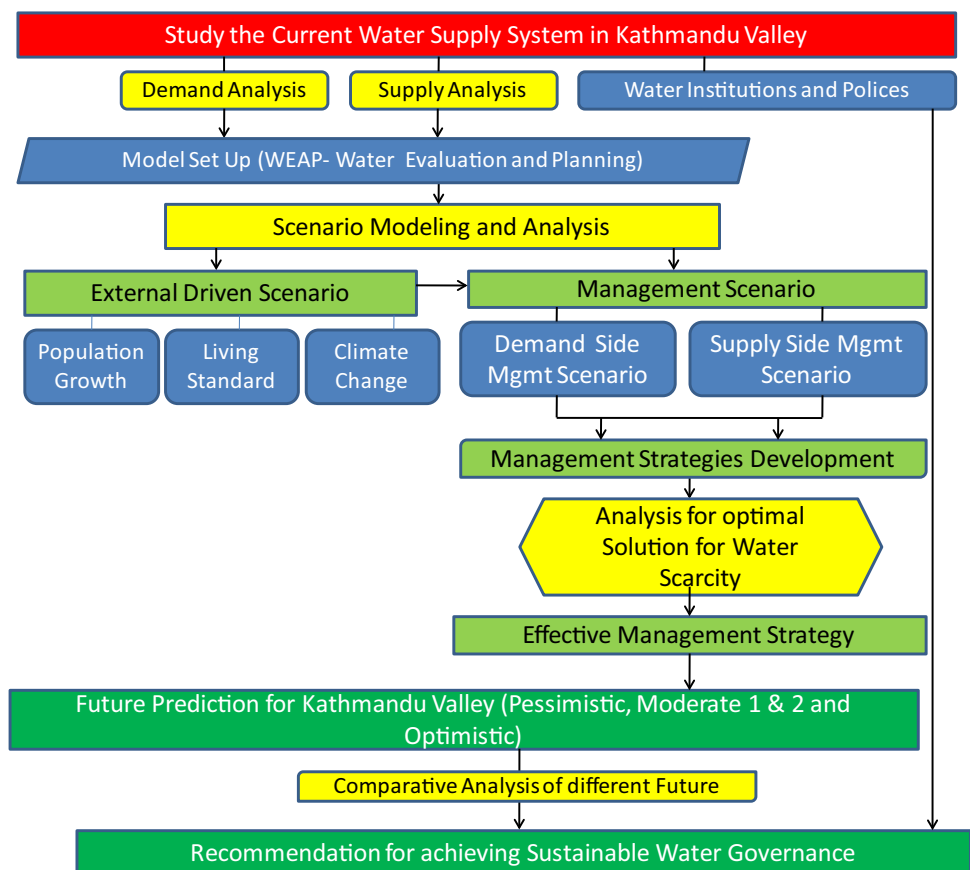 Study the Current Water Supply System in Kathmandu Valley
Demand Analysis
Supply Analysis
Water Institutions and Polices
Model Set Up (WEAP- Water Evaluation and Planning)
Scenario Modeling and Analysis
External Driven Scenario
Management Scenario
Population
Growth
Living
Standard
Climate
Change
Demand Side
Mgmt Scenario
Supply Side Mgmt
Scenario
Management Strategies Development
Analysis for optimal
Solution for Water
Scarcity
Effective Management Strategy
Future Prediction for Kathmandu Valley (Pessimistic, Moderate 1 & 2 and
Optimistic)
Comparative Analysis of different Future
Recommendation for achieving Sustainable Water Governance